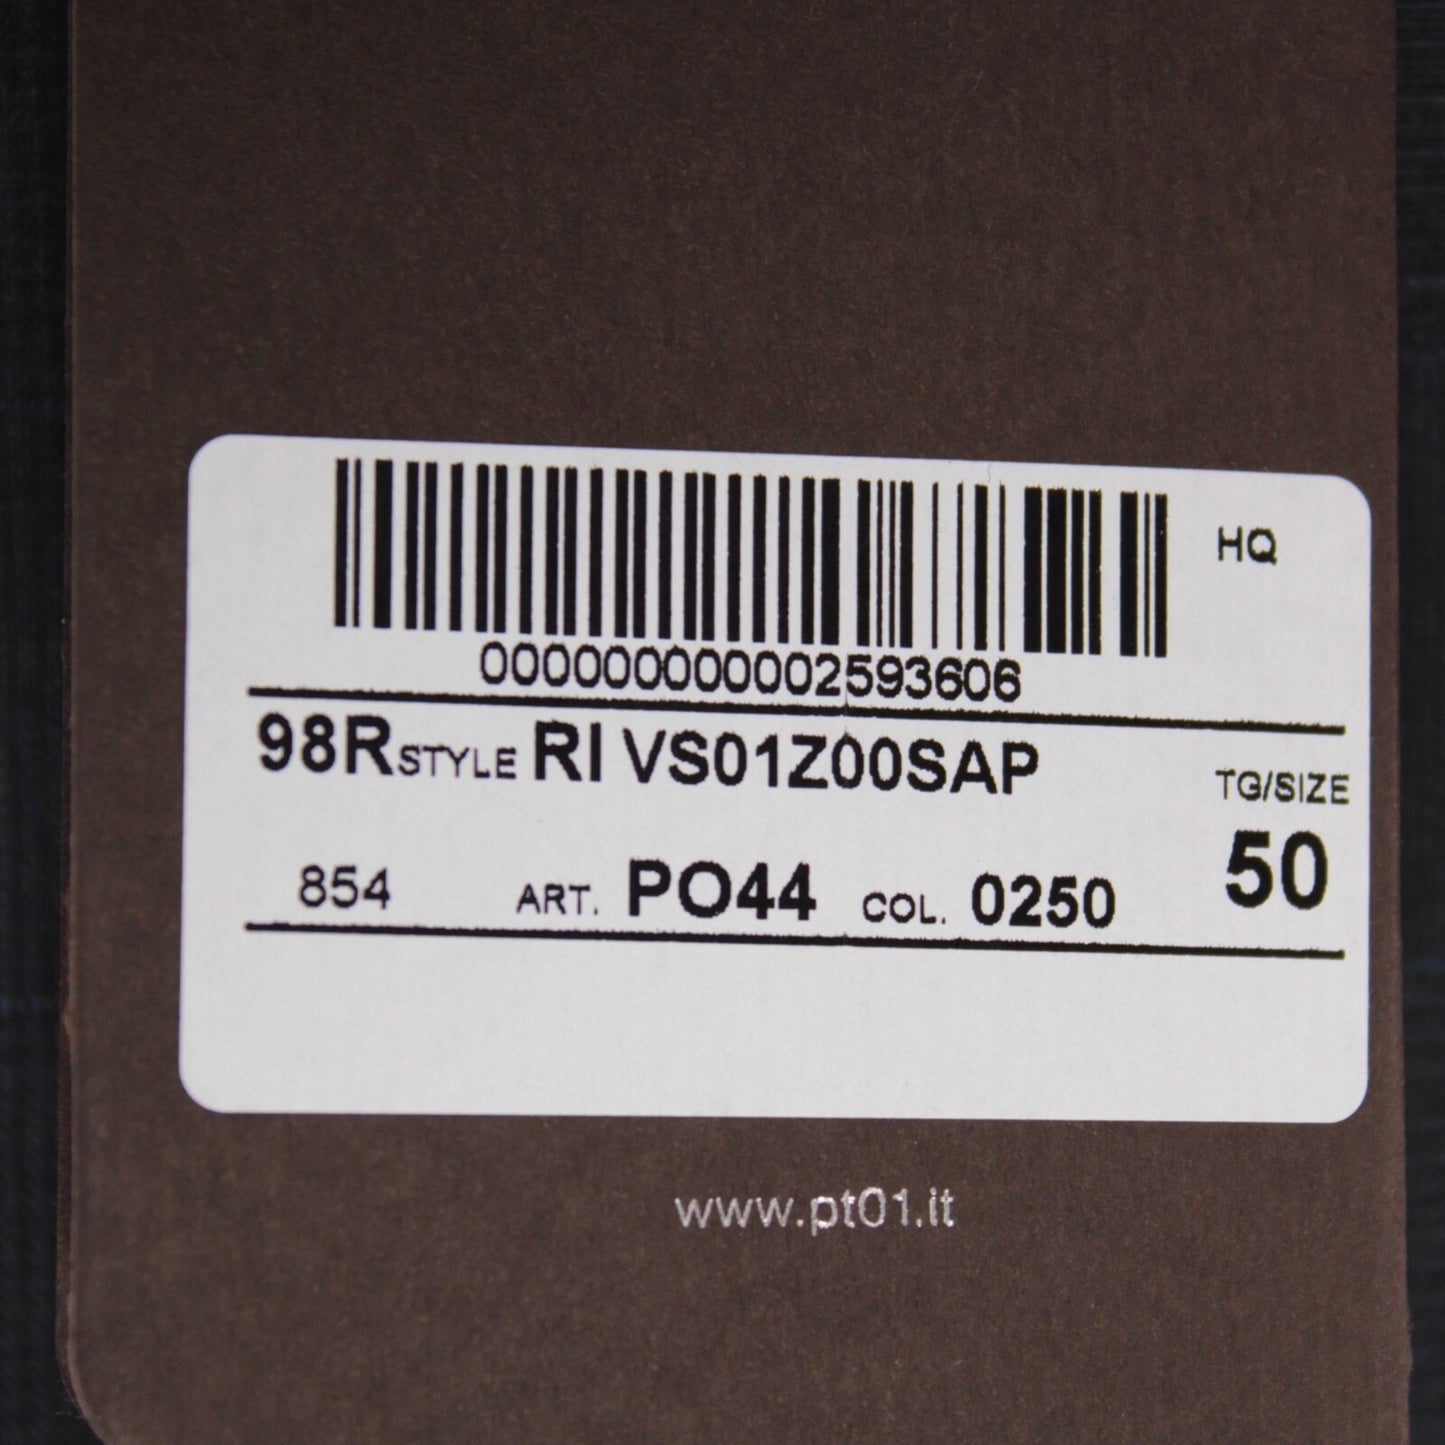 HQ
000000000002593606
98R STYLE RI VS01Z00SAP
TG/SIZE
854 ART. PO44 COL. 0250 50
www.pt01.it